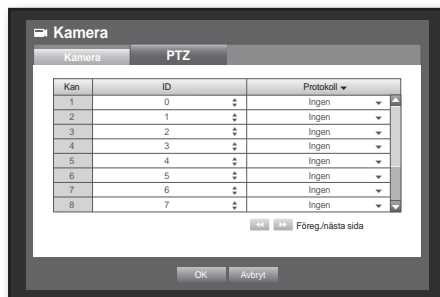 Kamera
Kamera PTZ
Kan ID Protokoll
1 0 Ingen
2 1 Ingen
3 2 Ingen
4 3 Ingen
5 4 Ingen
6 5 Ingen
7 6 Ingen
8 7 Ingen
Föreg./nästa sida
OK Avbryt